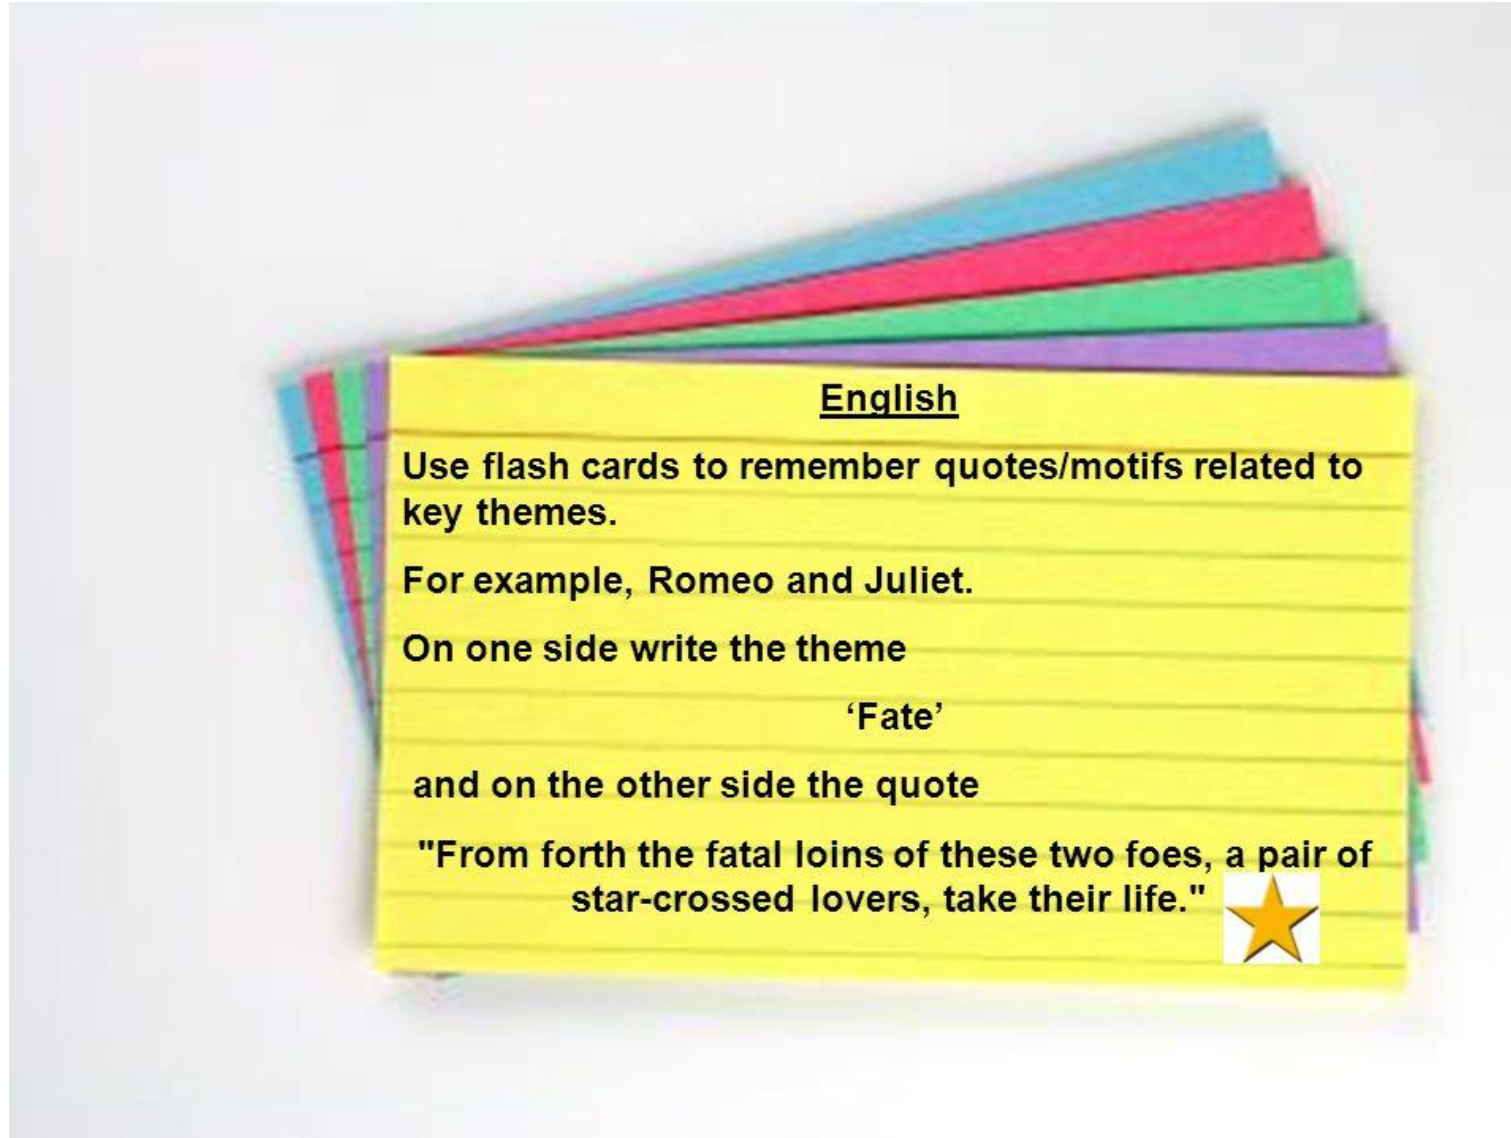 English
Use flash cards to remember quotes/motifs related to
key themes.
For example, Romeo and Juliet.
On one side write the theme
‘Fate’
and on the other side the quote
"From forth the fatal loins of these two foes, a pair of
star-crossed lovers, take their life."